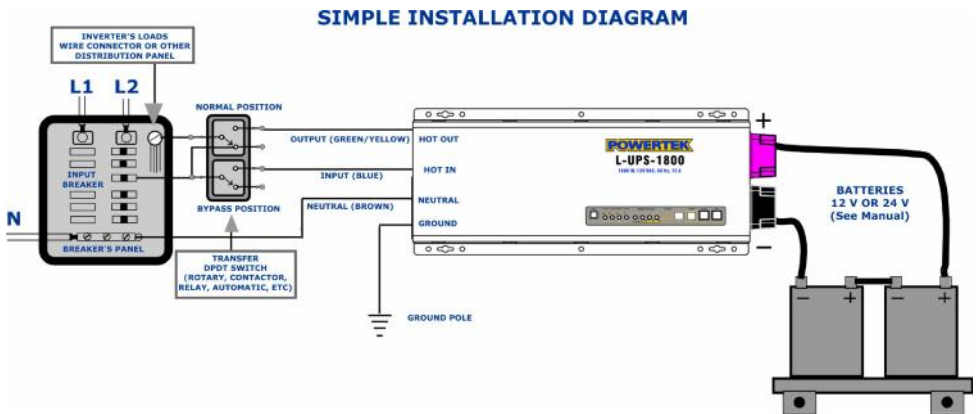 SIMPLE INSTALLATION DIAGRAM
INVERTER'S LOADS
WIRE CONNECTOR OR OTHER
DISTRIBUTION PANEL
L1
L2
NORMAL POSITION
OUTPUT (GREEN/YELLOW)
HOT OUT
POWERTEK
L-UPS-1800
+
INPUT
BREAKER
INPUT (BLUE)
HOT IN
BATTERIES
12 V OR 24 V
(See Manual)
BYPASS POSITION
NEUTRAL (BROWN)
NEUTRAL
N
GROUND
BREAKER'S PANEL
−
TRANSFER
DPDT SWITCH
(ROTARY, CONTACTOR,
RELAY, AUTOMATIC, ETC)
GROUND POLE
− +
− +